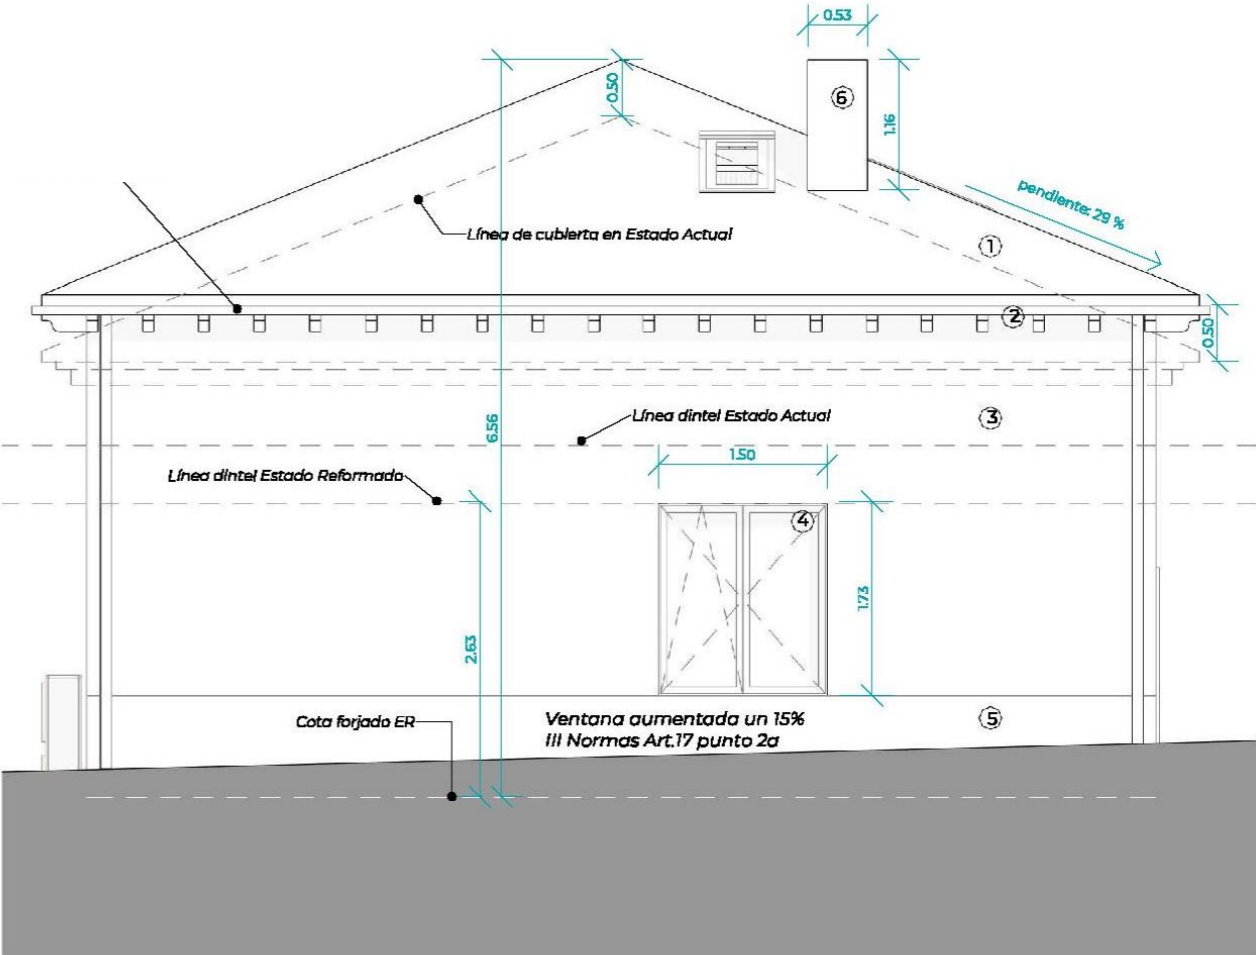 0.53
0.50
6
1.16
pendiente: 29 %
Línea de cubierta en Estado Actual
1
2
0.50
6.56
Línea dintel Estado Actual
3
1.50
Línea dintel Estado Reformado
4
1.73
2.63
Cota forjado ER
Ventana aumentada un 15%
III Normas Art.17 punto 2a
5